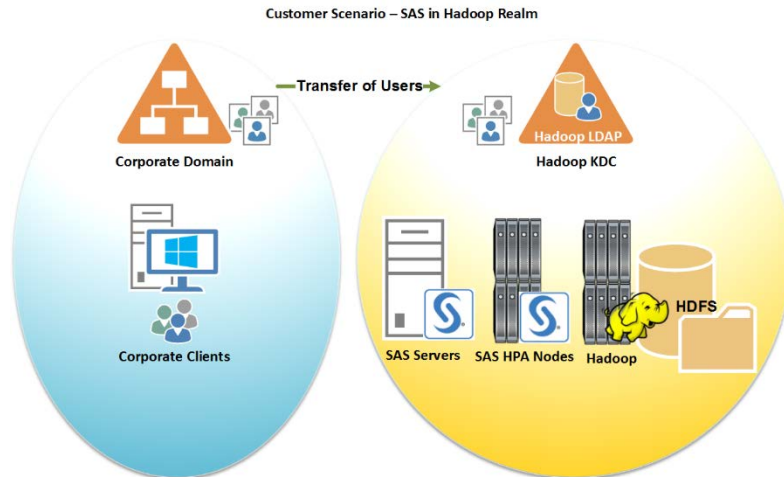 Customer Scenario – SAS in Hadoop Realm
Transfer of Users
Hadoop LDAP
Corporate Domain
Hadoop KDC
HDFS
Corporate Clients
SAS Servers
SAS HPA Nodes
Hadoop